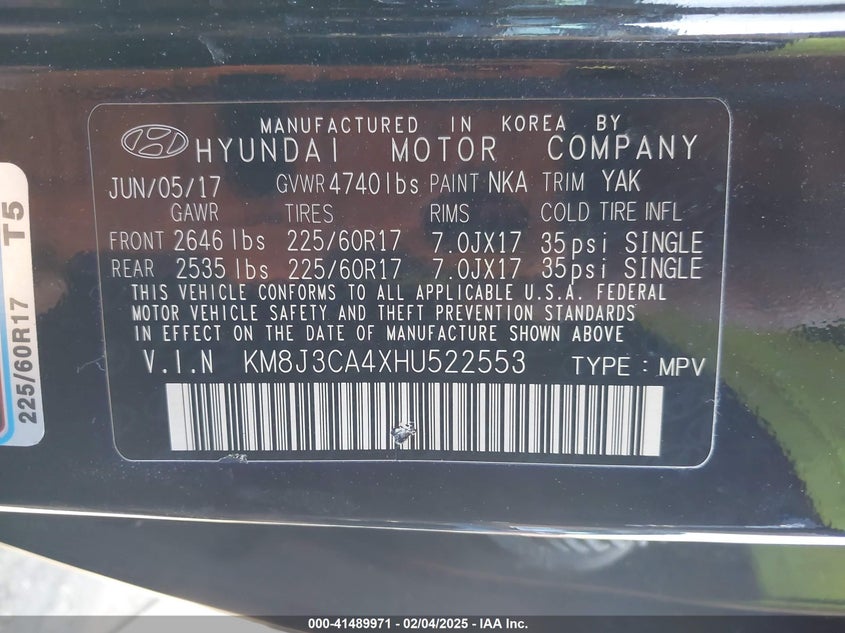 MANUFACTURED IN KOREA BY
HYUNDAI MOTOR COMPANY
JUN/05/17 GVWR 4740 lbs PAINT NKA TRIM YAK
GAWR TIRES RIMS COLD TIRE INFL
FRONT 2646 lbs 225/60R17 7.0JX17 35psi SINGLE
REAR 2535 lbs 225/60R17 7.0JX17 35psi SINGLE
THIS VEHICLE CONFORMS TO ALL APPLICABLE U.S.A. FEDERAL
MOTOR VEHICLE SAFETY AND THEFT PREVENTION STANDARDS
IN EFFECT ON THE DATE OF MANUFACTURE SHOWN ABOVE
V.I.N KM8J3CA4XHU522553 TYPE : MPV
225/60R17 T5
000-41489971 - 02/04/2025 - IAA Inc.